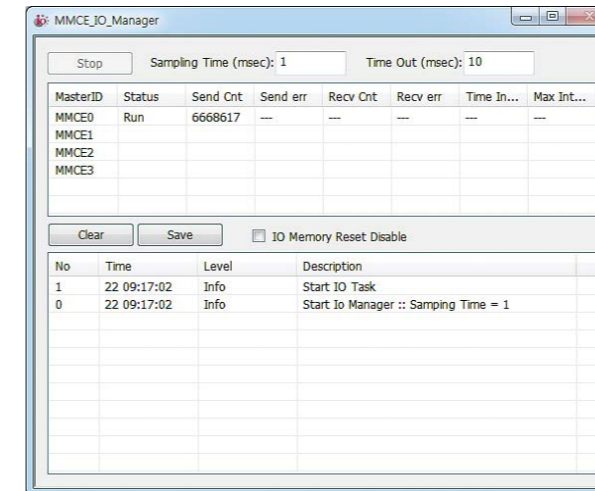 MMCE_IO_Manager
Stop Sampling Time (msec): 1 Time Out (msec): 10
MasterID Status Send Cnt Send err Recv Cnt Recv err Time In... Max Int...
MMCE0 Run 6668617 --- --- --- --- ---
MMCE1
MMCE2
MMCE3
Clear Save IO Memory Reset Disable
No Time Level Description
1 22 09:17:02 Info Start IO Task
0 22 09:17:02 Info Start Io Manager :: Samping Time = 1